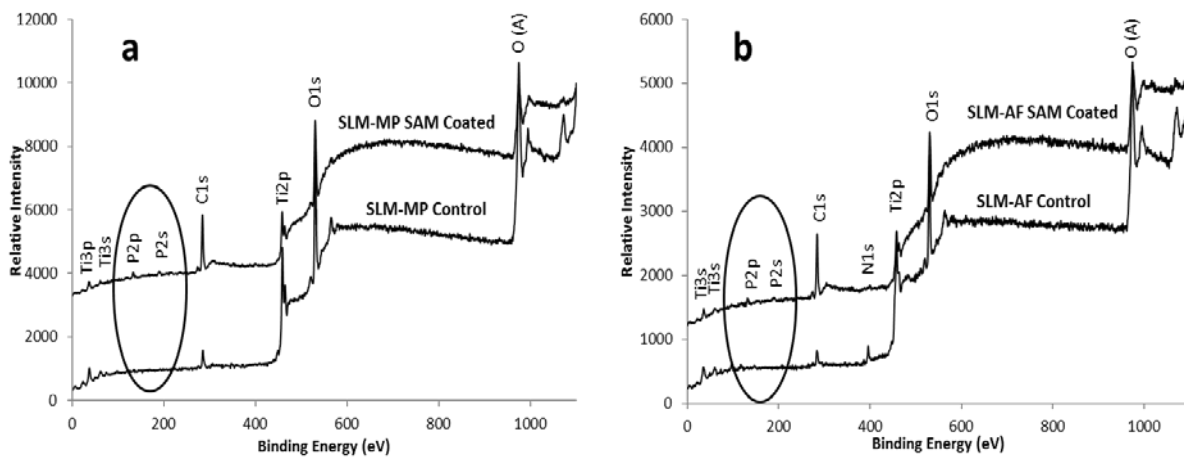 12000
10000
8000
6000
4000
2000
0
Relative Intensity
a
Ti3p
Ti3s
P2p
P2s
C1s
Ti2p
O1s
O (A)
SLM-MP SAM Coated
SLM-MP Control
0
200
400
600
800
1000
Binding Energy (eV)
6000
5000
4000
3000
2000
1000
0
Relative Intensity
b
Ti3s
Ti3s
P2p
P2s
C1s
N1s
Ti2p
O1s
O (A)
SLM-AF SAM Coated
SLM-AF Control
0
200
400
600
800
1000
Binding Energy (eV)